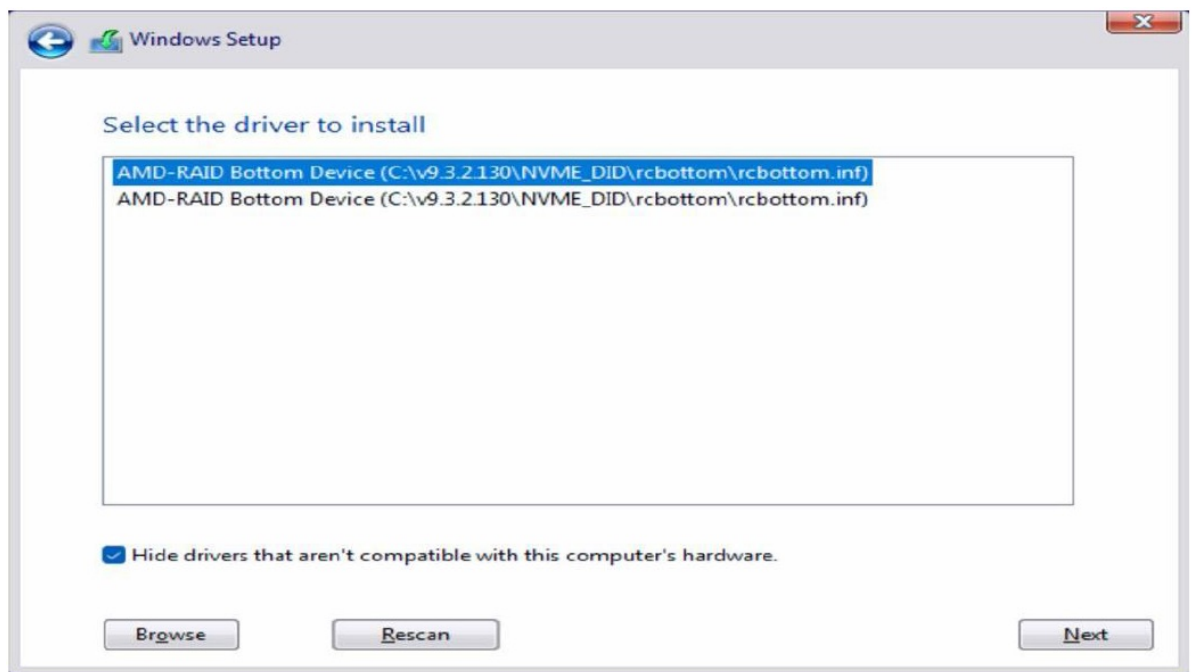 Windows Setup
Select the driver to install
AMD-RAID Bottom Device (C:\v9.3.2.130\NVME_DID\rcbottom\rcbottom.inf)
AMD-RAID Bottom Device (C:\v9.3.2.130\NVME_DID\rcbottom\rcbottom.inf)
Hide drivers that aren't compatible with this computer's hardware.
Browse Rescan Next